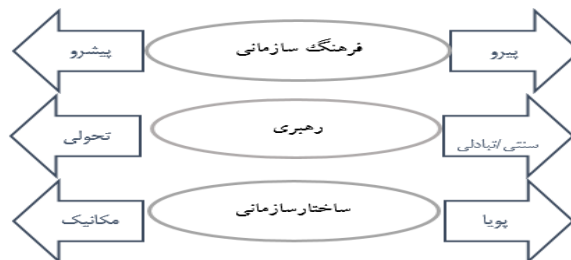 پیرو
فرهنگ سازمانی
پیشرو
سنتی/تبادلی
رهبری
تحولی
پویا
ساختارسازمانی
مکانیک